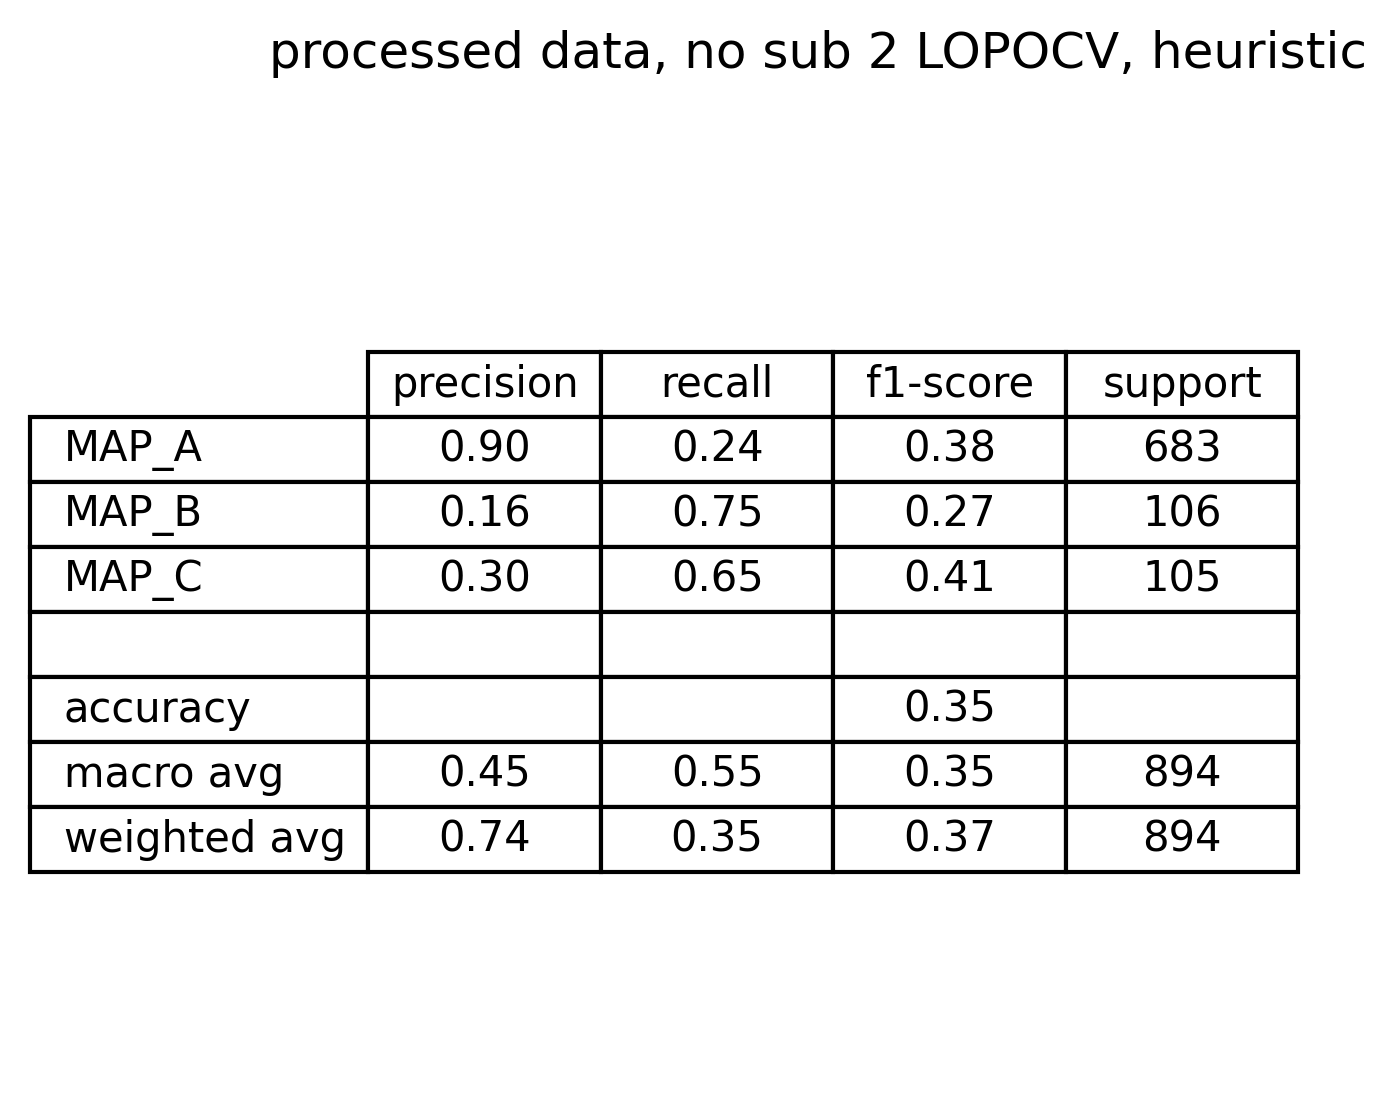 processed data, no sub 2 LOPOCV, heuristic
precision recall f1-score support
MAP_A 0.90 0.24 0.38 683
MAP_B 0.16 0.75 0.27 106
MAP_C 0.30 0.65 0.41 105
accuracy 0.35
macro avg 0.45 0.55 0.35 894
weighted avg 0.74 0.35 0.37 894